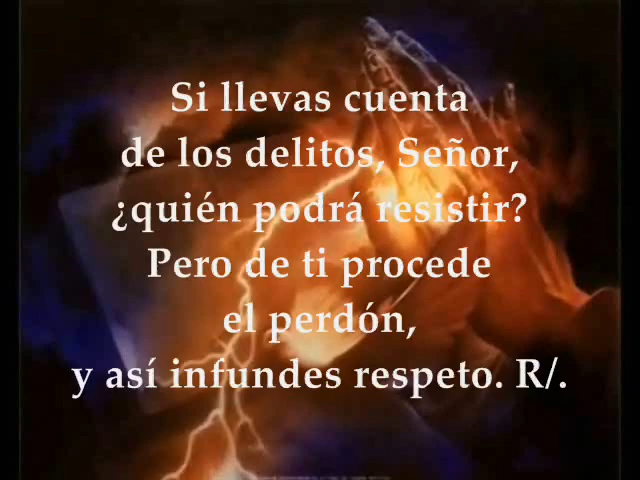 Si llevas cuenta
de los delitos, Señor,
¿quién podrá resistir?
Pero de ti procede
el perdón,
y así infundes respeto. R/.